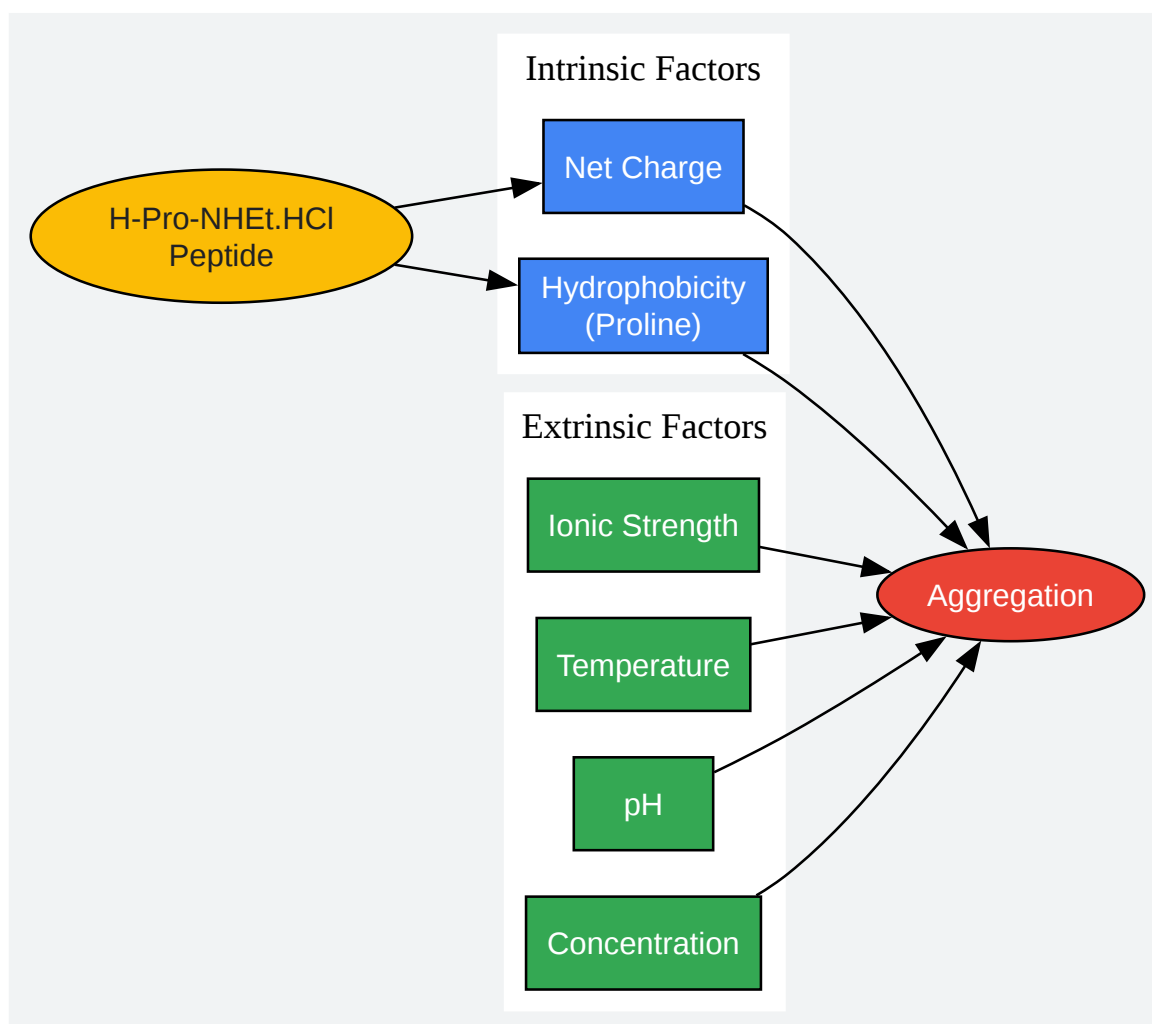 Intrinsic Factors
Net Charge
H-Pro-NHEt.HCl
Peptide
Hydrophobicity
(Proline)
Extrinsic Factors
Ionic Strength
Aggregation
Temperature
pH
Concentration